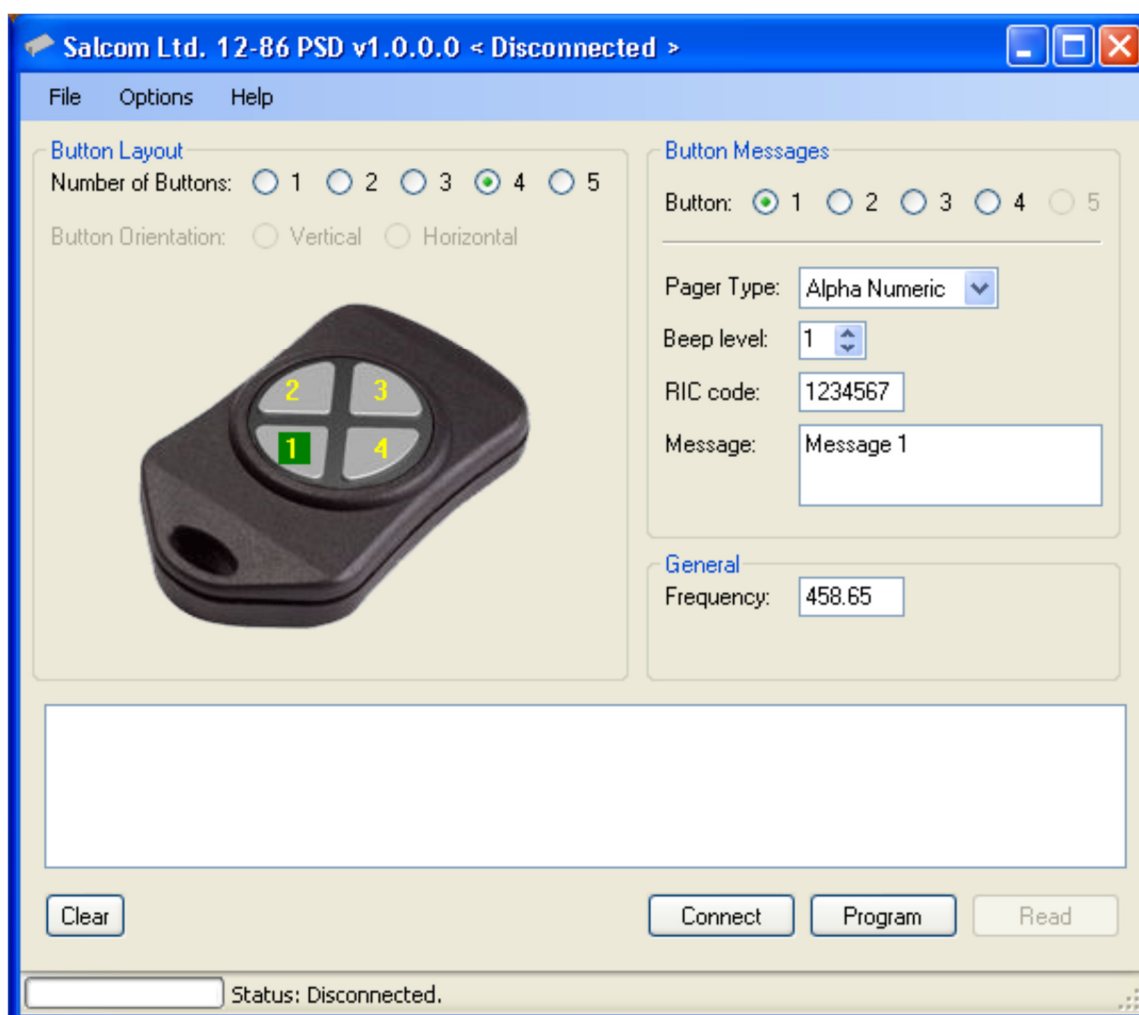 Salcom Ltd. 12-86 PSD v1.0.0.0 < Disconnected >
File Options Help
Button Layout
Number of Buttons: 1 2 3 4 5
Button Orientation: Vertical Horizontal
2 3
1 4
Button Messages
Button: 1 2 3 4 5
Pager Type: Alpha Numeric
Beep level: 1
RIC code: 1234567
Message: Message 1
General
Frequency: 458.65
Clear Connect Program Read
Status: Disconnected.